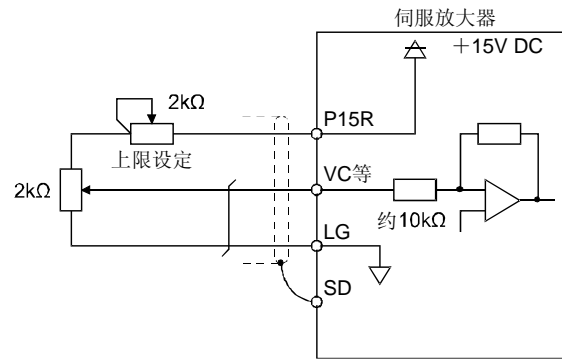 伺服放大器
+15V DC
2kΩ
P15R
上限设定
2kΩ
VC等
约10kΩ
LG
SD